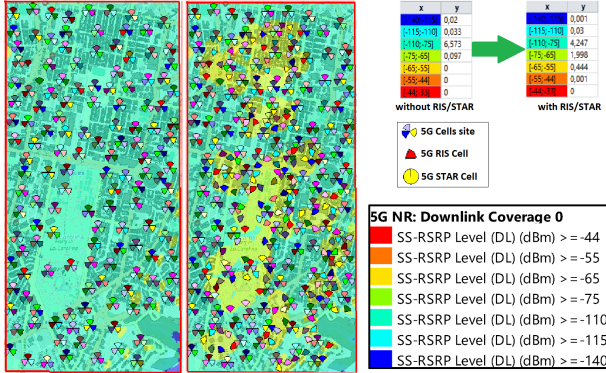 x y
[-140;-115] 0,02
[-115;-110] 0,033
[-110;-75] 6,573
[-75;-65] 0,097
[-65;-55] 0
[-55;-44] 0
[-44;-33] 0
without RIS/STAR
x y
[-140;-115] 0,001
[-115;-110] 0,03
[-110;-75] 4,247
[-75;-65] 1,998
[-65;-55] 0,444
[-55;-44] 0,001
[-44;-33] 0
with RIS/STAR
5G Cells site
5G RIS Cell
5G STAR Cell
5G NR: Downlink Coverage 0
SS-RSRP Level (DL) (dBm) >=-44
SS-RSRP Level (DL) (dBm) >=-55
SS-RSRP Level (DL) (dBm) >=-65
SS-RSRP Level (DL) (dBm) >=-75
SS-RSRP Level (DL) (dBm) >=-110
SS-RSRP Level (DL) (dBm) >=-115
SS-RSRP Level (DL) (dBm) >=-140